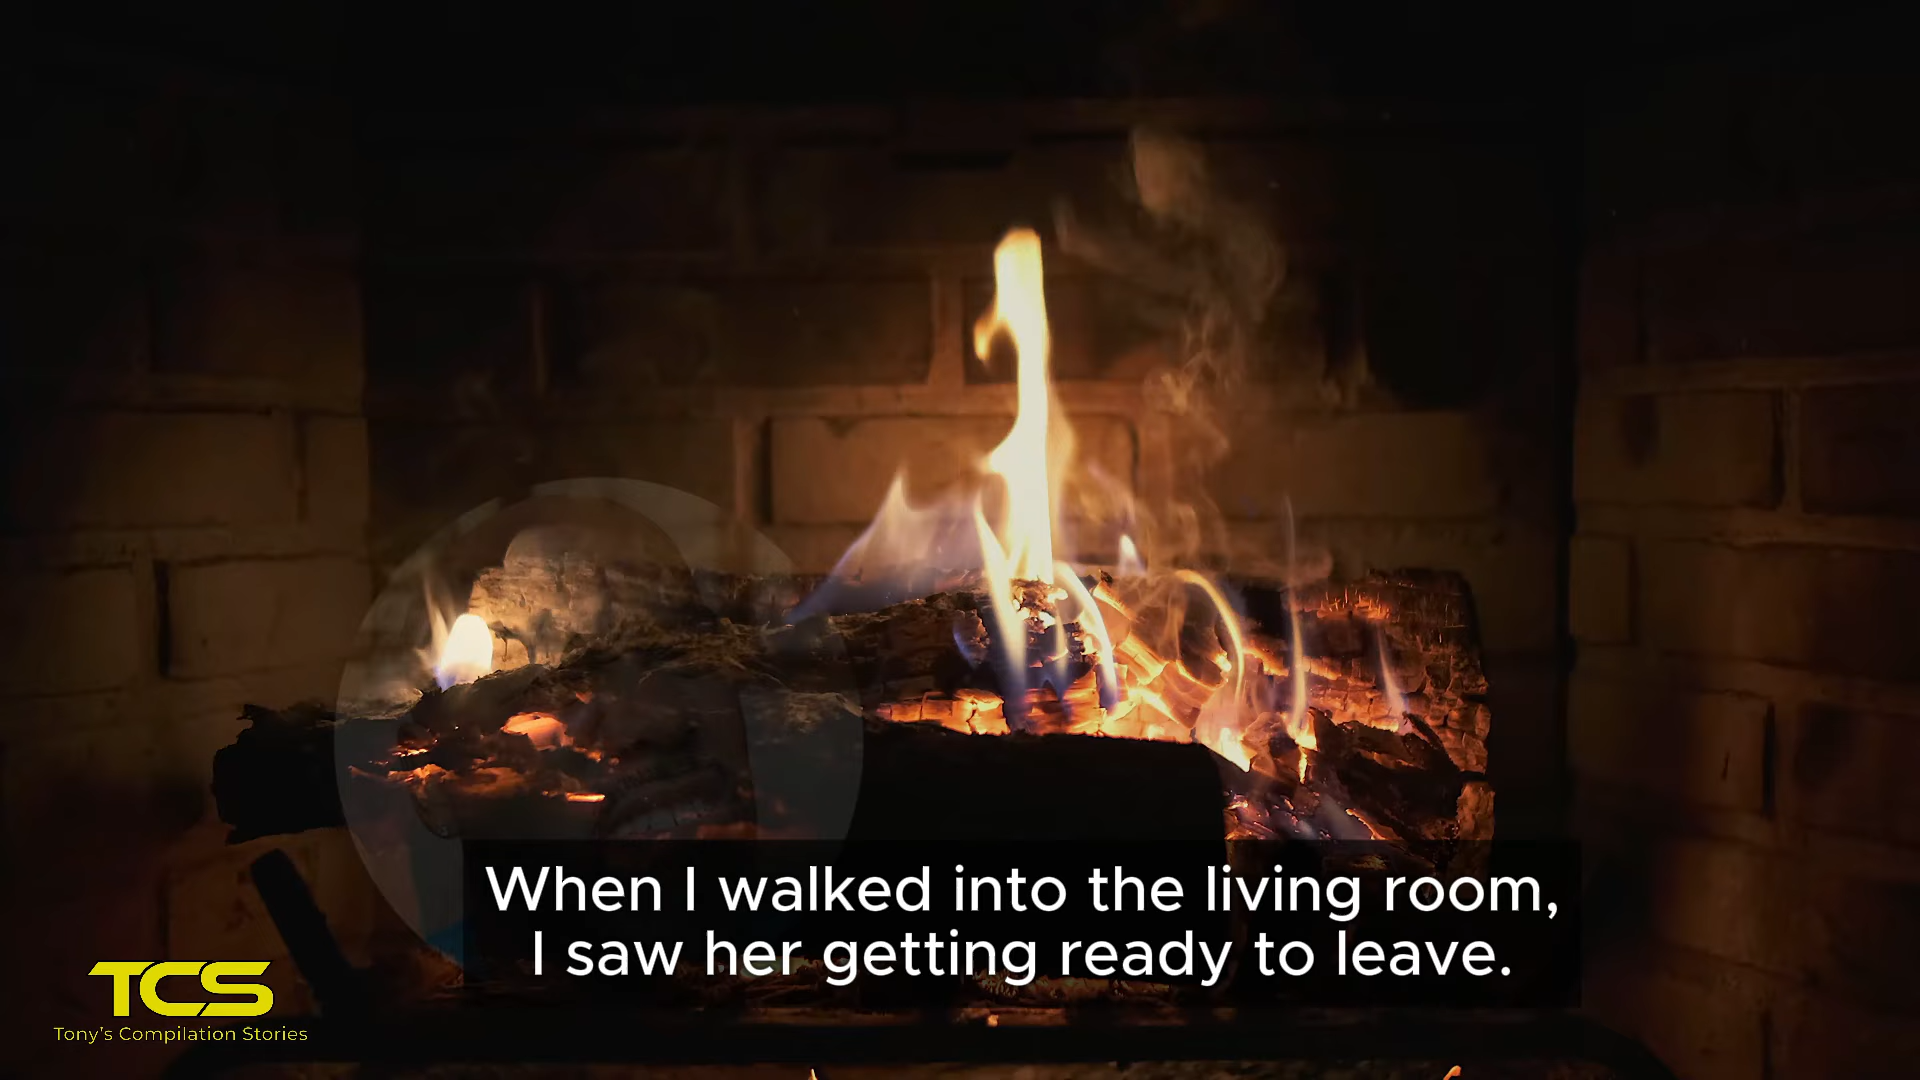 When I walked into the living room,
I saw her getting ready to leave.
TCS
Tony's Compilation Stories